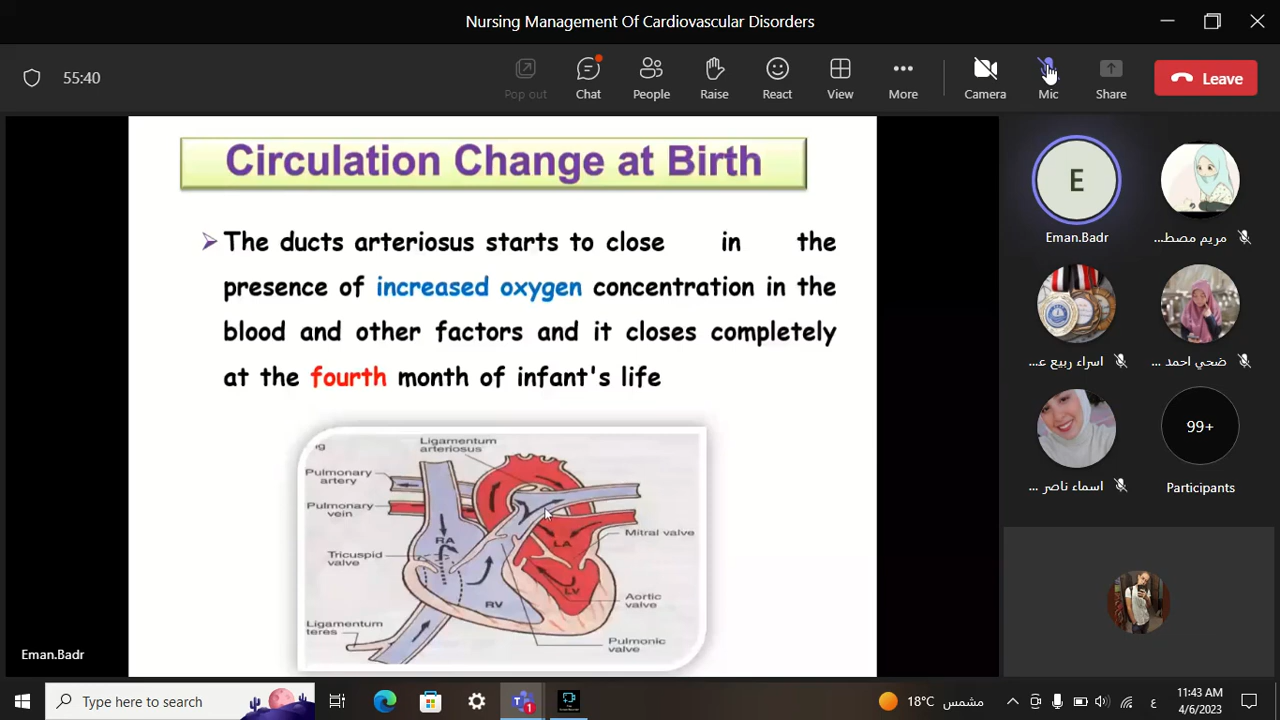 Nursing Management Of Cardiovascular Disorders
55:40
Pop out
Chat
People
Raise
React
View
More
Camera
Mic
Share
Leave
Circulation Change at Birth
The ducts arteriosus starts to close in the
presence of increased oxygen concentration in the
blood and other factors and it closes completely
at the fourth month of infant's life
Ligamentum
arteriosus
Pulmonary
artery
Pulmonary
vein
Tricuspid
valve
Ligamentum
teres
RA
LA
RV
LV
Mitral valve
Aortic
valve
Pulmonic
valve
Eman.Badr
E
Eman.Badr
مريم مصط...
اسراء ربيع ع...
ضحي احمد ...
اسماء ناصر ...
99+
Participants
Type here to search
1
18°C مشمس
ع
11:43 AM
4/6/2023